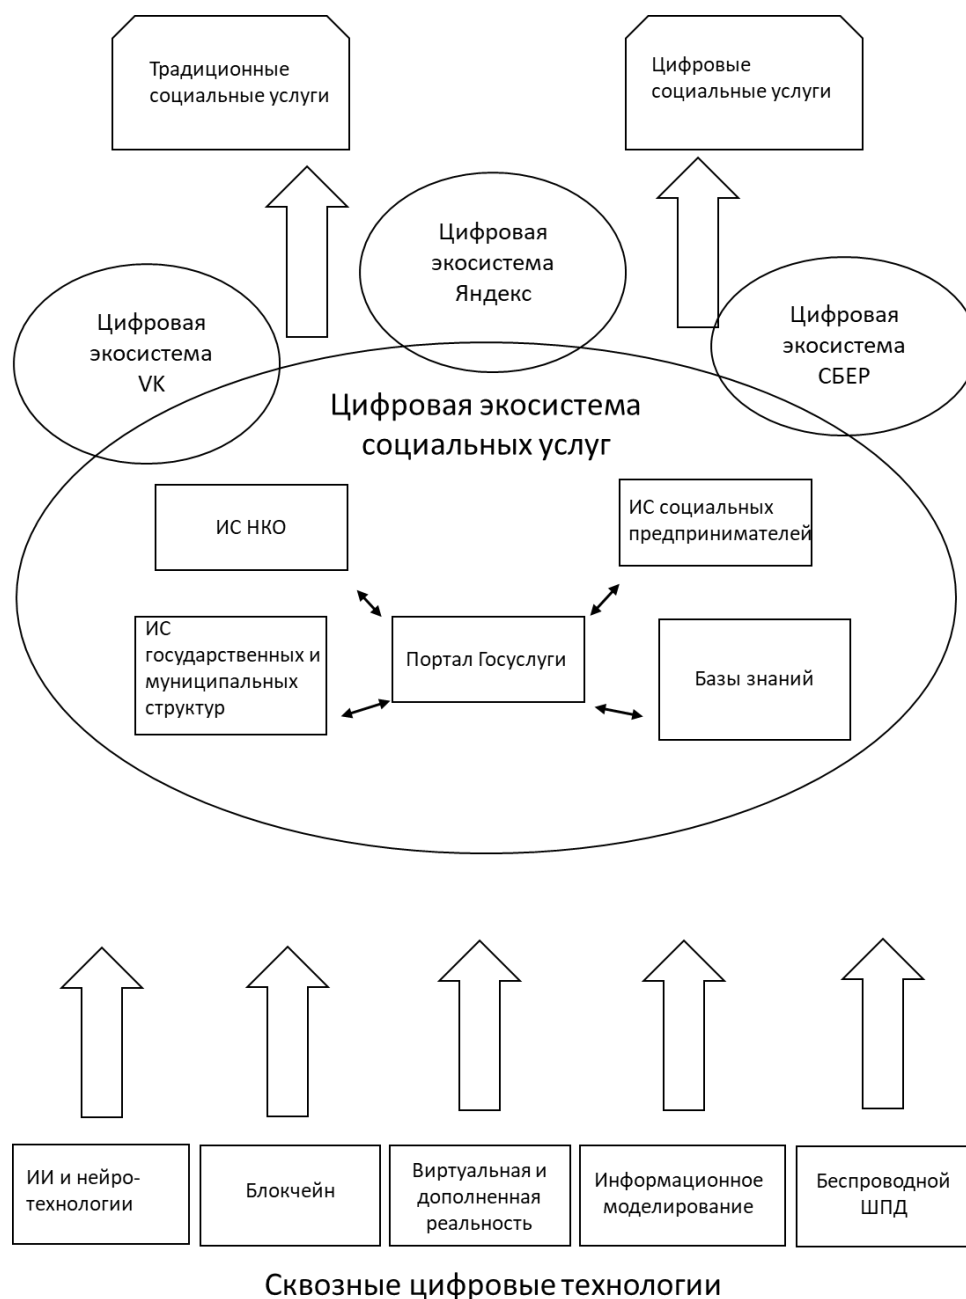 Традиционные
социальные услуги
Цифровые
социальные услуги
Цифровая
экосистема
Яндекс
Цифровая
экосистема
VK
Цифровая
экосистема
СБЕР
Цифровая экосистема
социальных услуг
ИС НКО
ИС социальных
предпринимателей
ИС
государственных и
муниципальных
структур
Портал Госуслуги
Базы знаний
ИИ и нейро-
технологии
Блокчейн
Виртуальная и
дополненная
реальность
Информационное
моделирование
Беспроводной
ШПД
Сквозные цифровые технологии